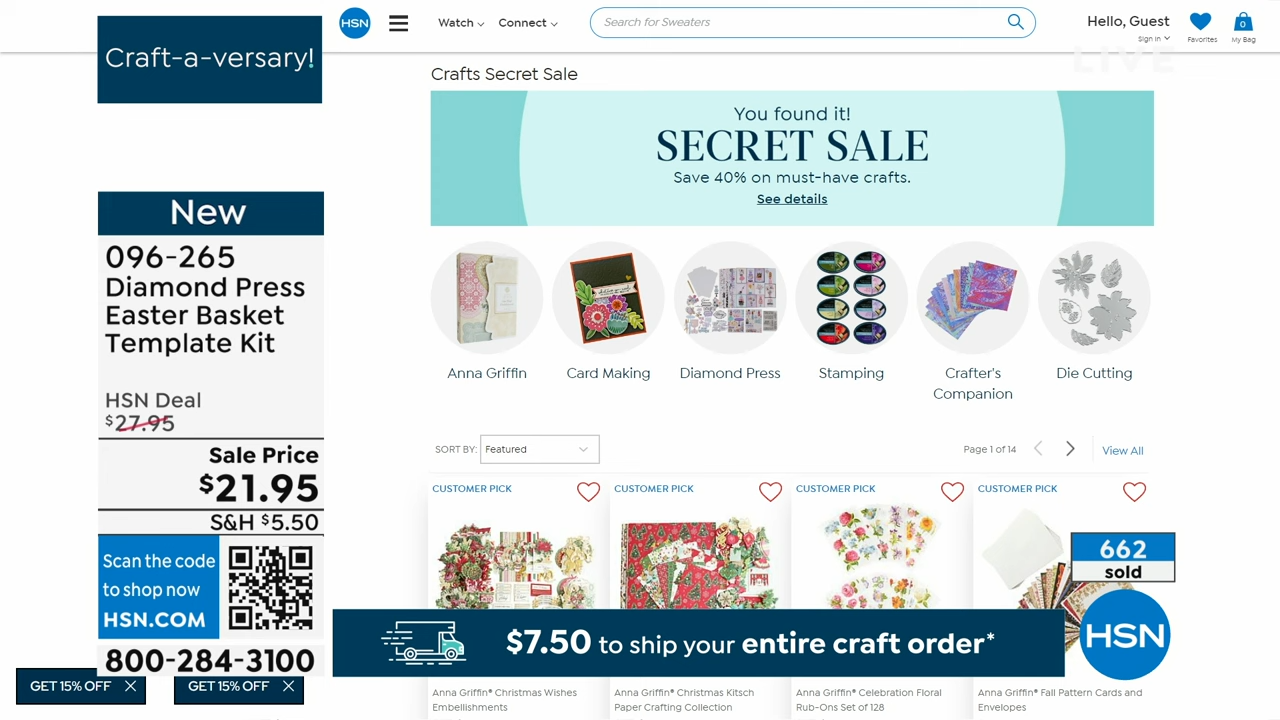 Craft-a-versary!
HSN
Watch
Connect
Search for Sweaters
Hello, Guest
Sign in
Favorites
0
My Bag
LIVE
Crafts Secret Sale
You found it!
SECRET SALE
Save 40% on must-have crafts.
See details
New
096-265
Diamond Press
Easter Basket
Template Kit
HSN Deal
$27.95
Sale Price
$21.95
S&H $5.50
Scan the code
to shop now
HSN.COM
800-284-3100
GET 15% OFF
GET 15% OFF
Anna Griffin
Card Making
Diamond Press
Stamping
Crafter's
Companion
Die Cutting
SORT BY: Featured
Page 1 of 14
View All
CUSTOMER PICK
CUSTOMER PICK
CUSTOMER PICK
CUSTOMER PICK
662
sold
$7.50 to ship your entire craft order*
HSN
Anna Griffin® Christmas Wishes
Embellishments
Anna Griffin® Christmas Kitsch
Paper Crafting Collection
Anna Griffin® Celebration Floral
Rub-Ons Set of 128
Anna Griffin® Fall Pattern Cards and
Envelopes